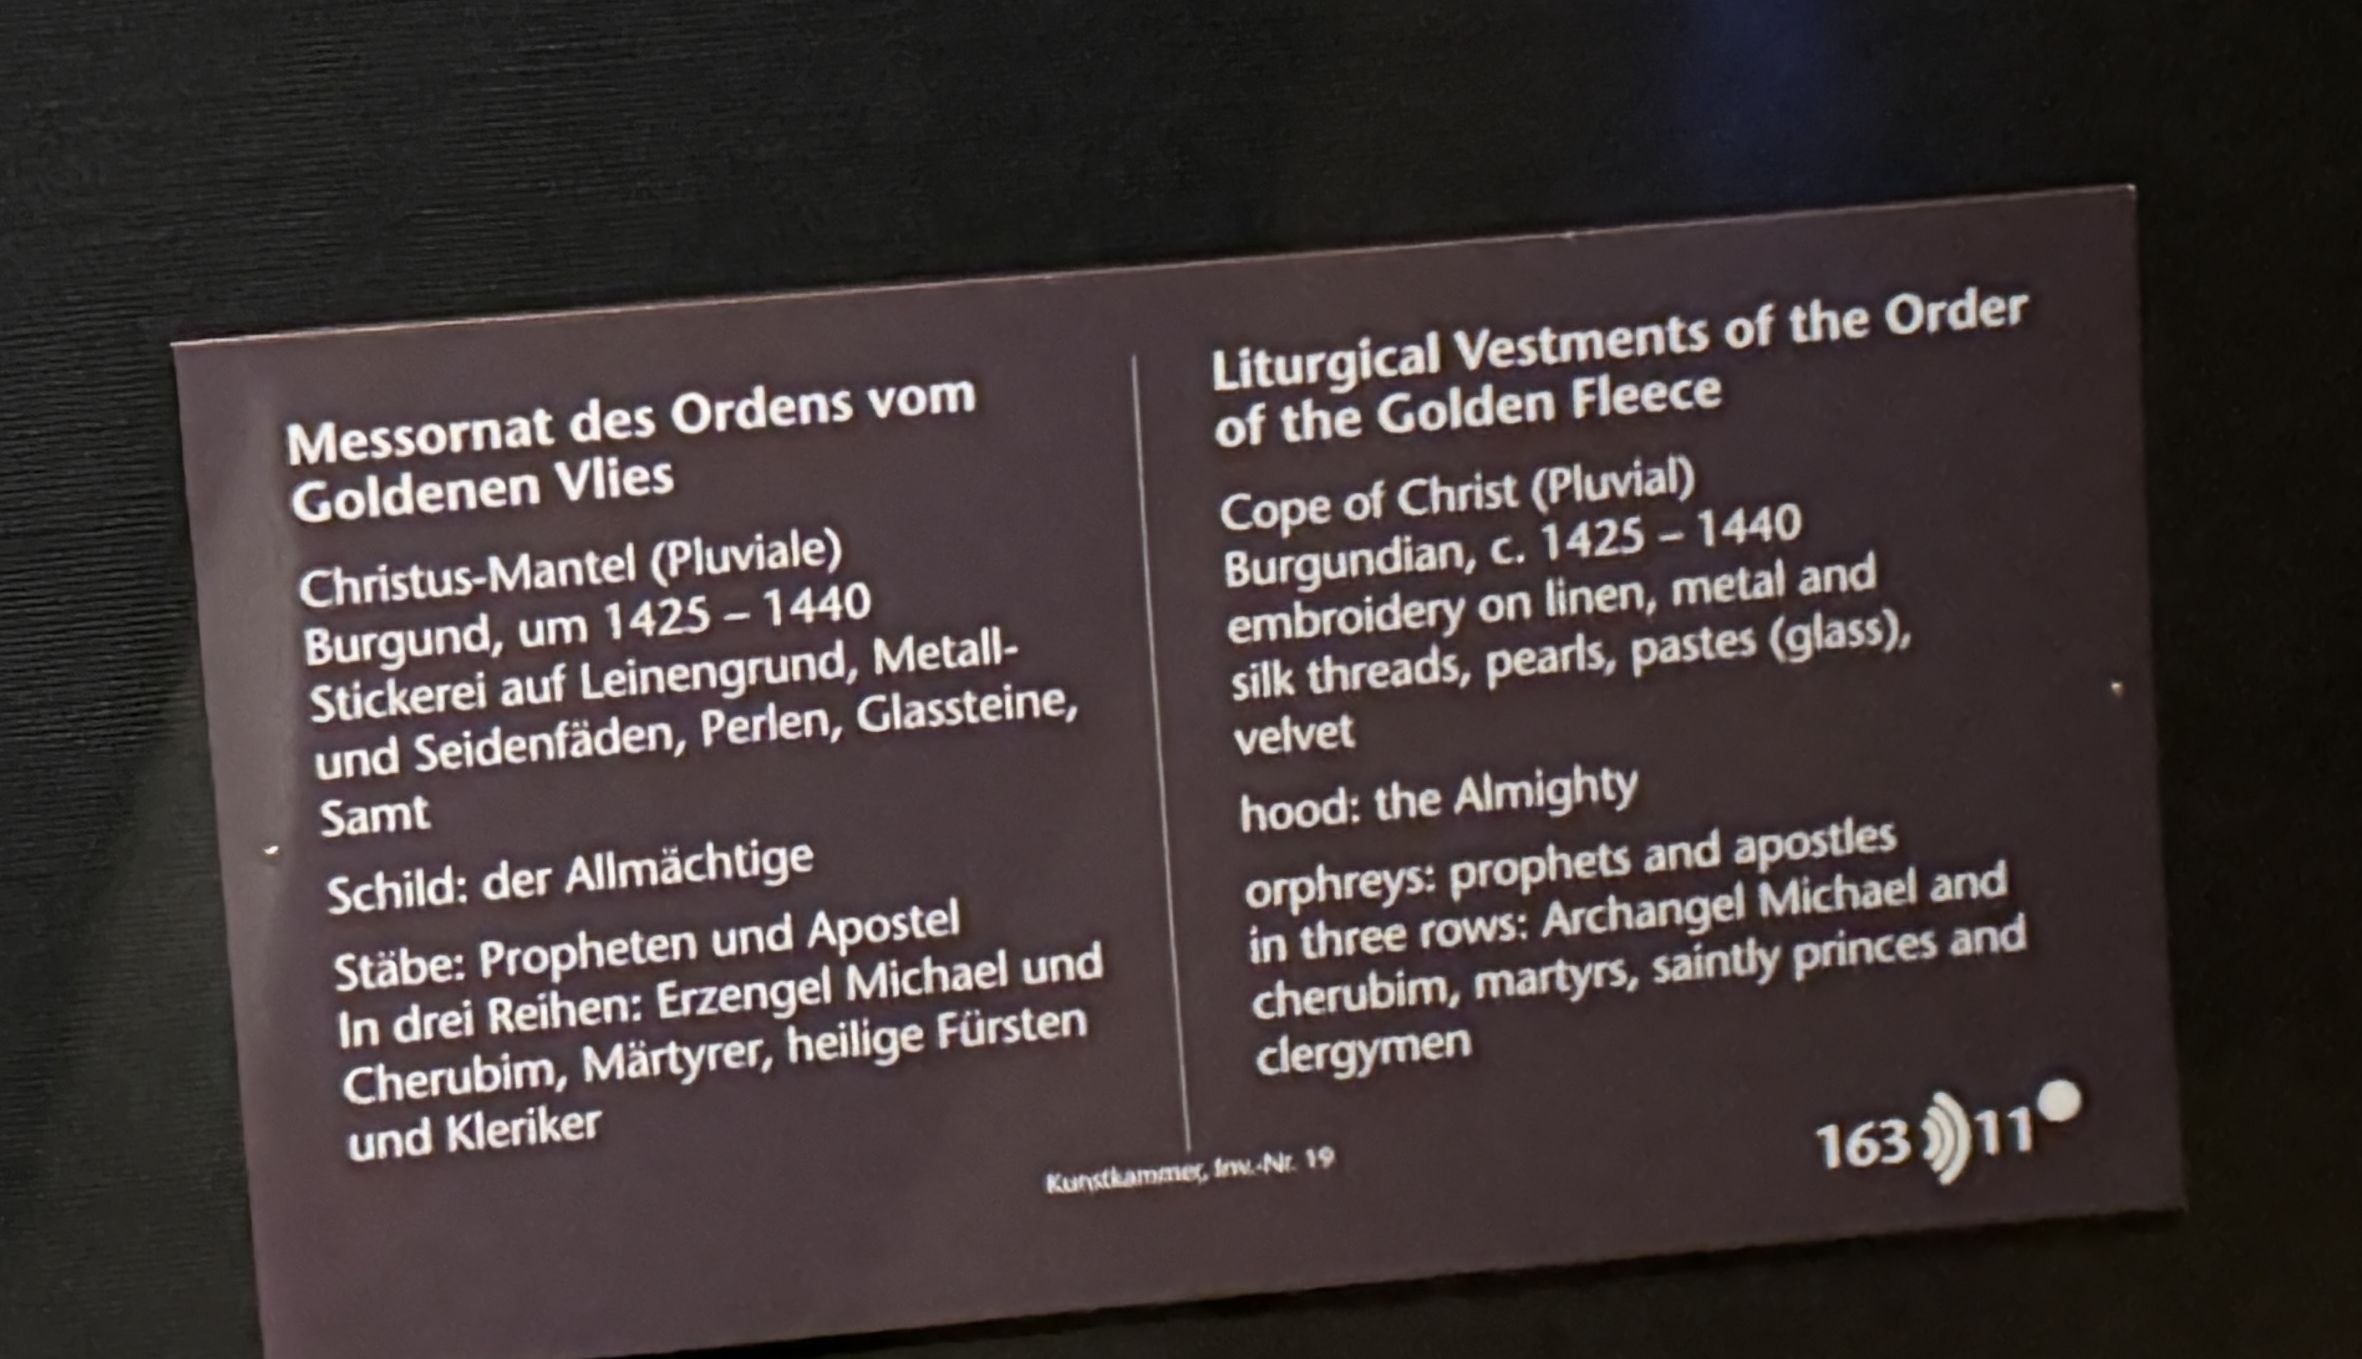 Messornat des Ordens vom
Goldenen Vlies
Christus-Mantel (Pluviale)
Burgund, um 1425 – 1440
Stickerei auf Leinengrund, Metall-
und Seidenfäden, Perlen, Glassteine,
Samt
Schild: der Allmächtige
Stäbe: Propheten und Apostel
In drei Reihen: Erzengel Michael und
Cherubim, Märtyrer, heilige Fürsten
und Kleriker
Liturgical Vestments of the Order
of the Golden Fleece
Cope of Christ (Pluvial)
Burgundian, c. 1425 – 1440
embroidery on linen, metal and
silk threads, pearls, pastes (glass),
velvet
hood: the Almighty
orphreys: prophets and apostles
in three rows: Archangel Michael and
cherubim, martyrs, saintly princes and
clergymen
Kunstkammer, Inv.-Nr. 19
163 11